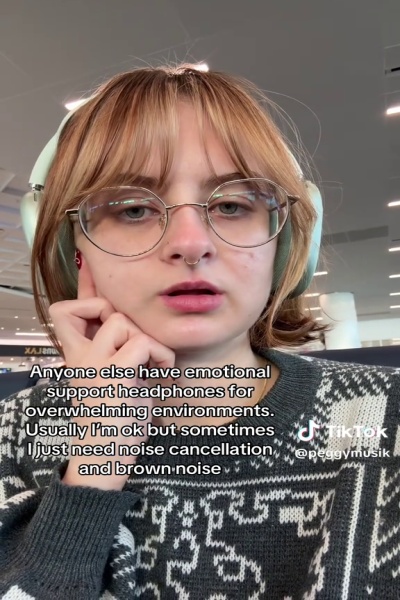 Anyone else have emotional
support headphones for
overwhelming environments.
Usually I'm ok but sometimes
I just need noise cancellation
and brown noise
TikTok
@peggymusik
LAX